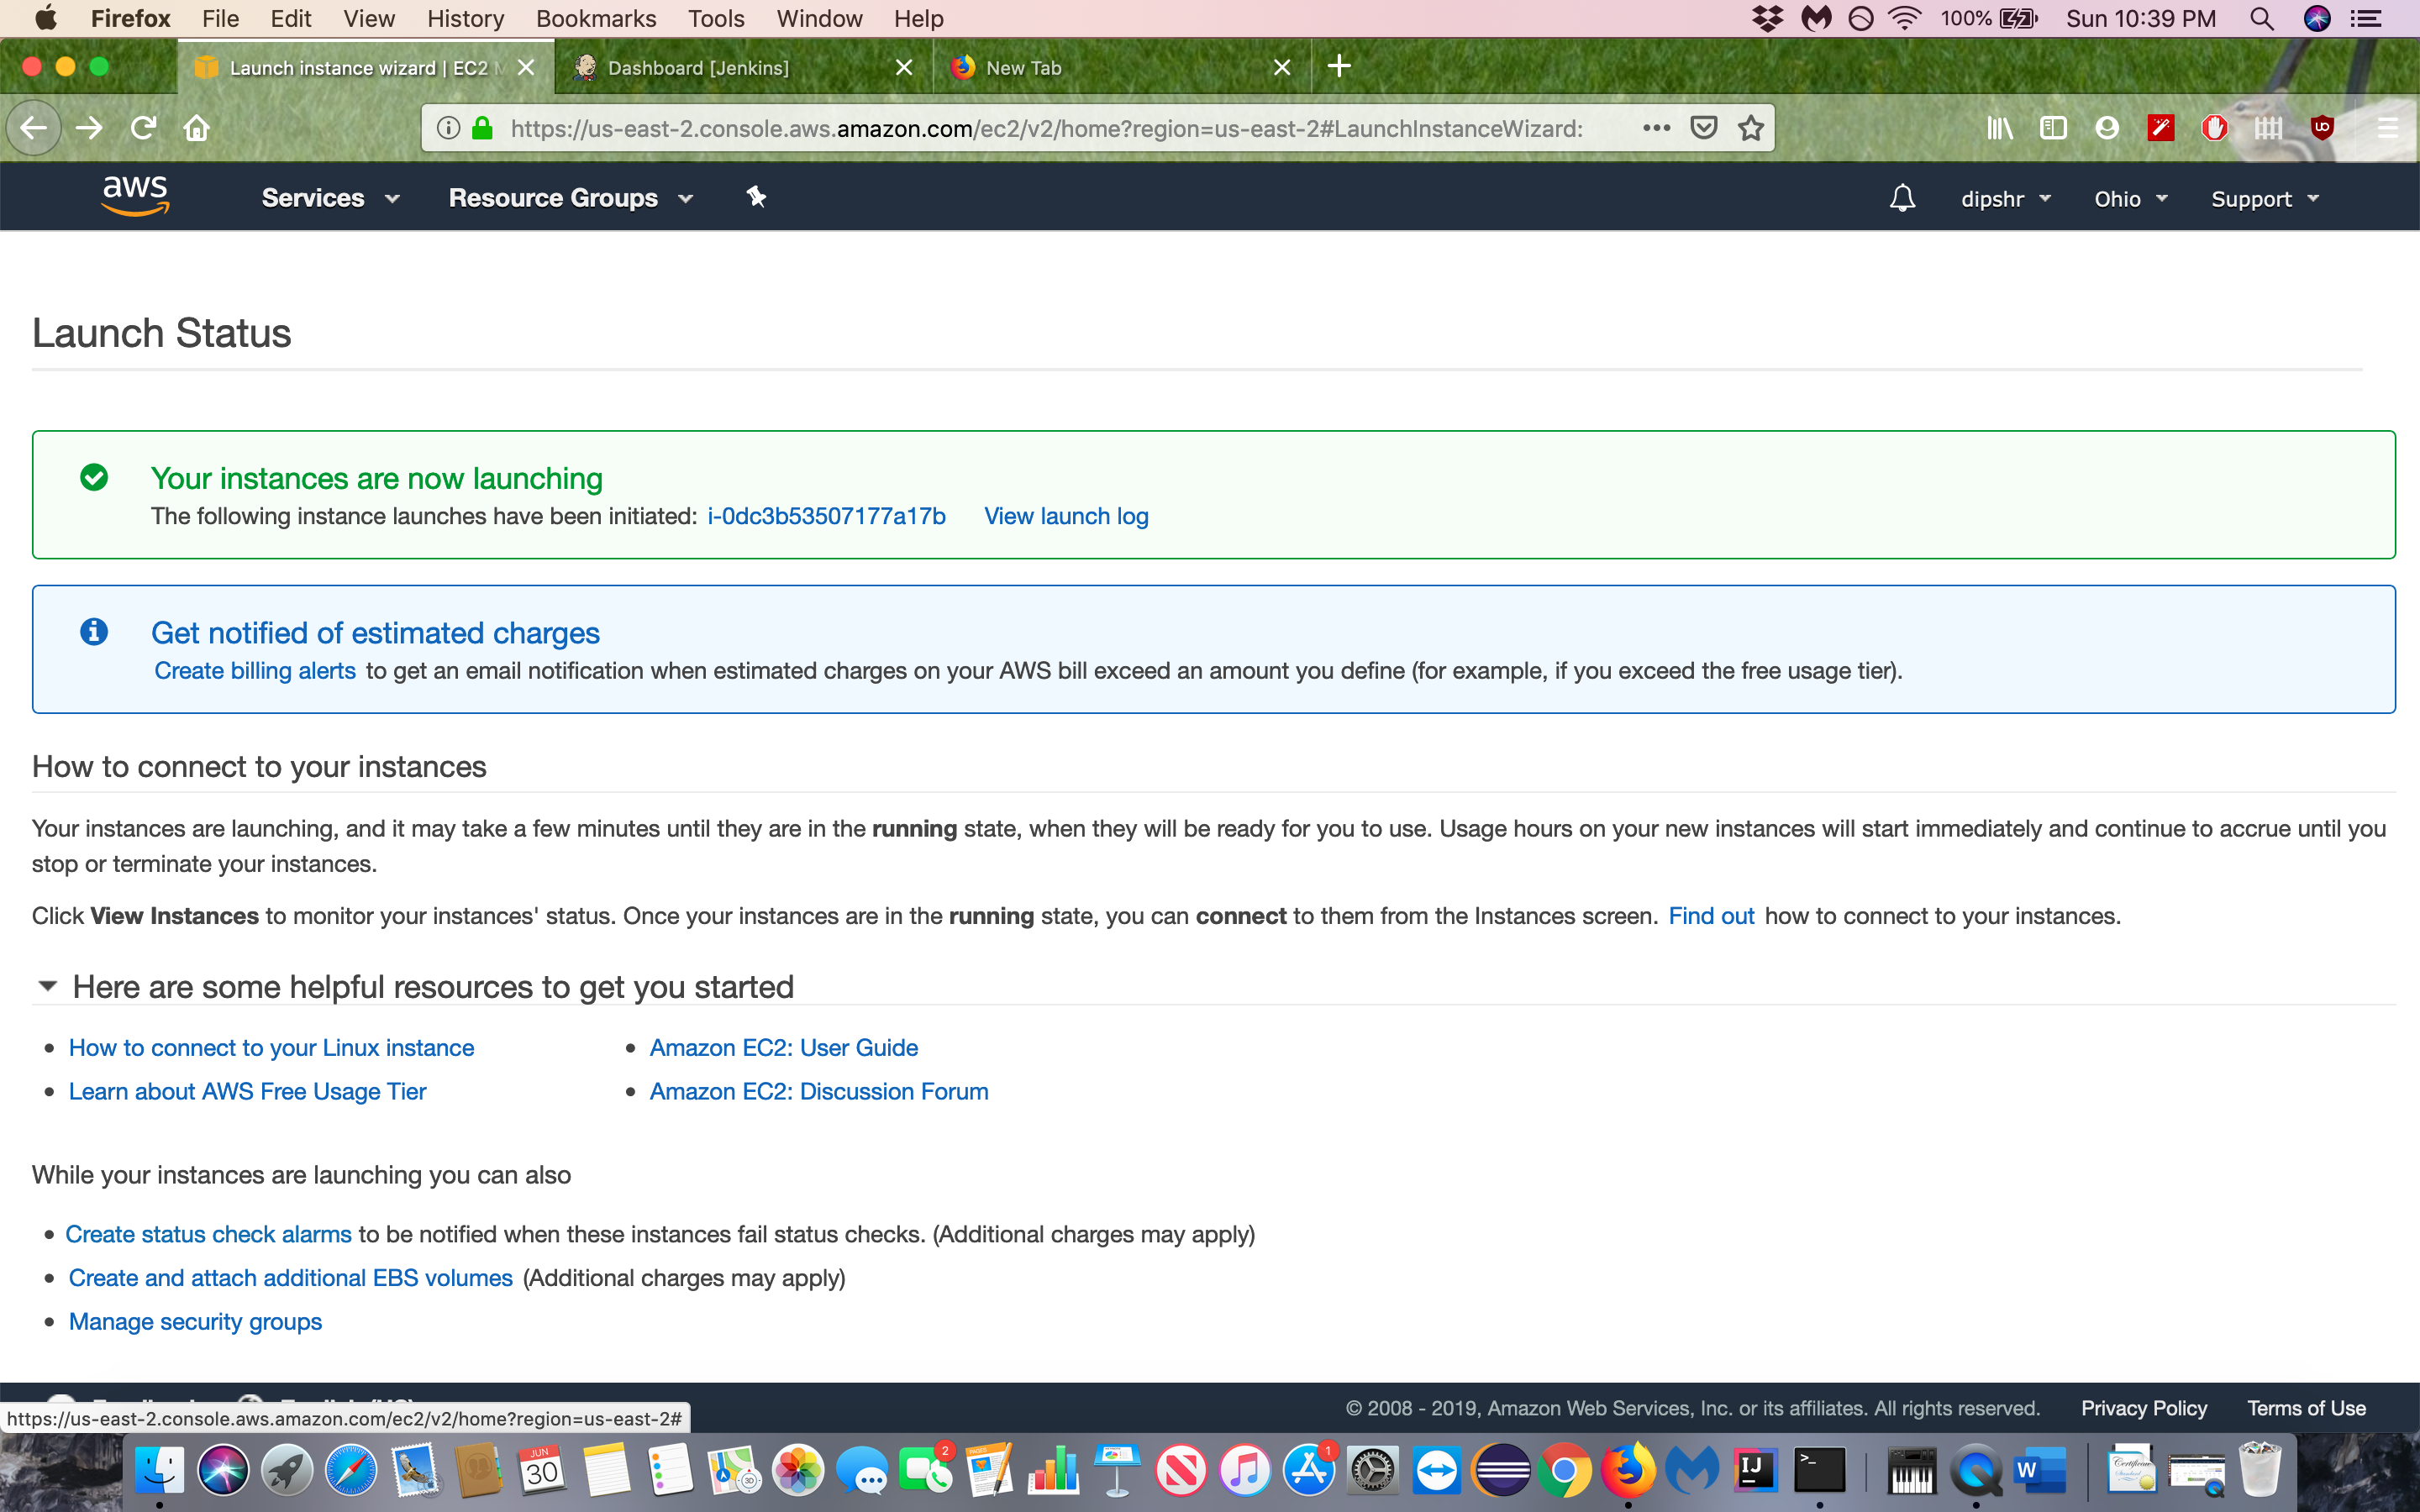 Firefox File Edit View History Bookmarks Tools Window Help 100% Sun 10:39 PM
Launch instance wizard | EC2 M Dashboard [Jenkins] New Tab
https://us-east-2.console.aws.amazon.com/ec2/v2/home?region=us-east-2#LaunchInstanceWizard:
aws Services Resource Groups dipshr Ohio Support
Launch Status
Your instances are now launching
The following instance launches have been initiated: i-0dc3b53507177a17b View launch log
Get notified of estimated charges
Create billing alerts to get an email notification when estimated charges on your AWS bill exceed an amount you define (for example, if you exceed the free usage tier).
How to connect to your instances
Your instances are launching, and it may take a few minutes until they are in the running state, when they will be ready for you to use. Usage hours on your new instances will start immediately and continue to accrue until you
stop or terminate your instances.
Click View Instances to monitor your instances' status. Once your instances are in the running state, you can connect to them from the Instances screen. Find out how to connect to your instances.
Here are some helpful resources to get you started
• How to connect to your Linux instance • Amazon EC2: User Guide
• Learn about AWS Free Usage Tier • Amazon EC2: Discussion Forum
While your instances are launching you can also
• Create status check alarms to be notified when these instances fail status checks. (Additional charges may apply)
• Create and attach additional EBS volumes (Additional charges may apply)
• Manage security groups
© 2008 - 2019, Amazon Web Services, Inc. or its affiliates. All rights reserved. Privacy Policy Terms of Use
https://us-east-2.console.aws.amazon.com/ec2/v2/home?region=us-east-2#
JUN
30
3D
2
PAGES
1
IJ
>_
W